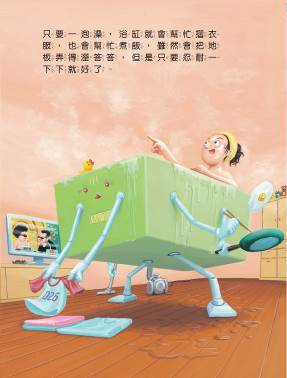 只要一泡澡，浴缸就會幫忙摺衣
服，也會幫忙煮飯，雖然會把地
板弄得溼答答，但是只要忍耐一
下下就好了。
025